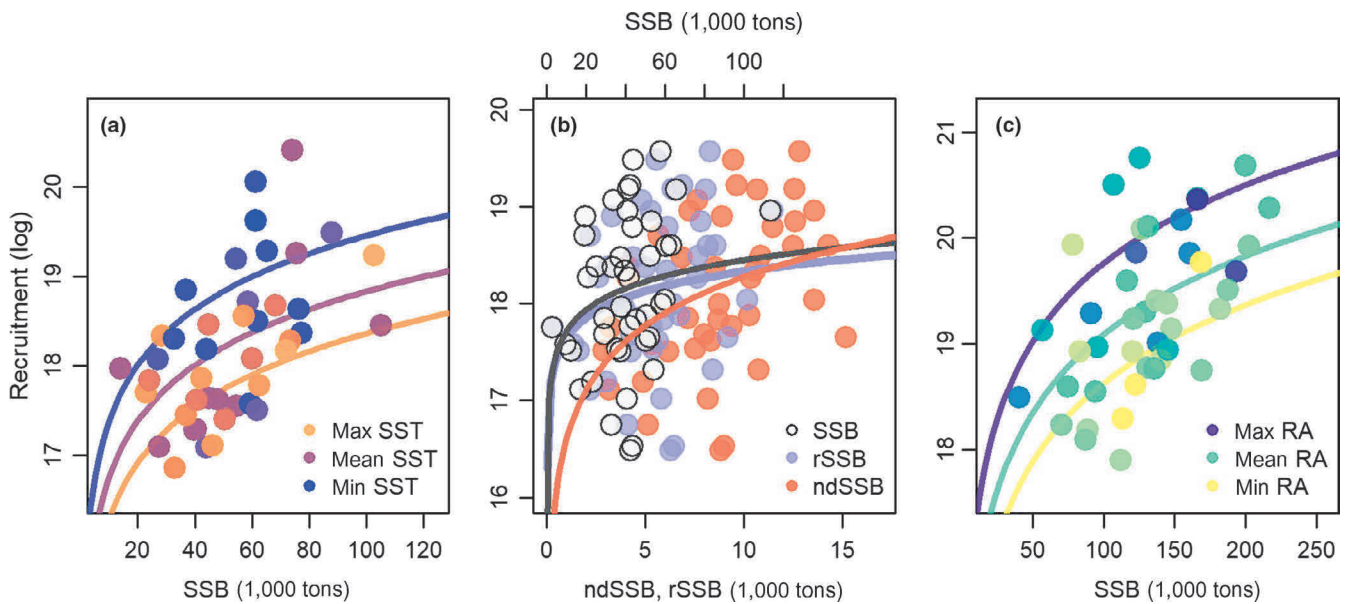 SSB (1,000 tons)
0 20 60 100
(a)
(b)
(c)
Recruitment (log)
20
19
18
17
Max SST
Mean SST
Min SST
20
19
18
17
16
SSB
rSSB
ndSSB
21
20
19
18
Max RA
Mean RA
Min RA
20 40 60 80 100 120
0 5 10 15
50 100 150 200 250
SSB (1,000 tons)
ndSSB, rSSB (1,000 tons)
SSB (1,000 tons)